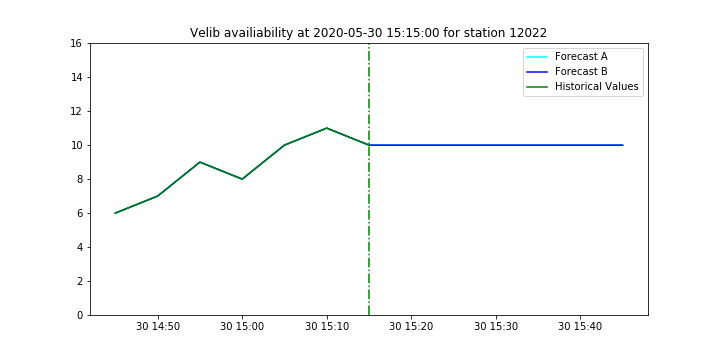 Velib availiability at 2020-05-30 15:15:00 for station 12022
16
14
12
10
8
6
4
2
0
Forecast A
Forecast B
Historical Values
30 14:50 30 15:00 30 15:10 30 15:20 30 15:30 30 15:40